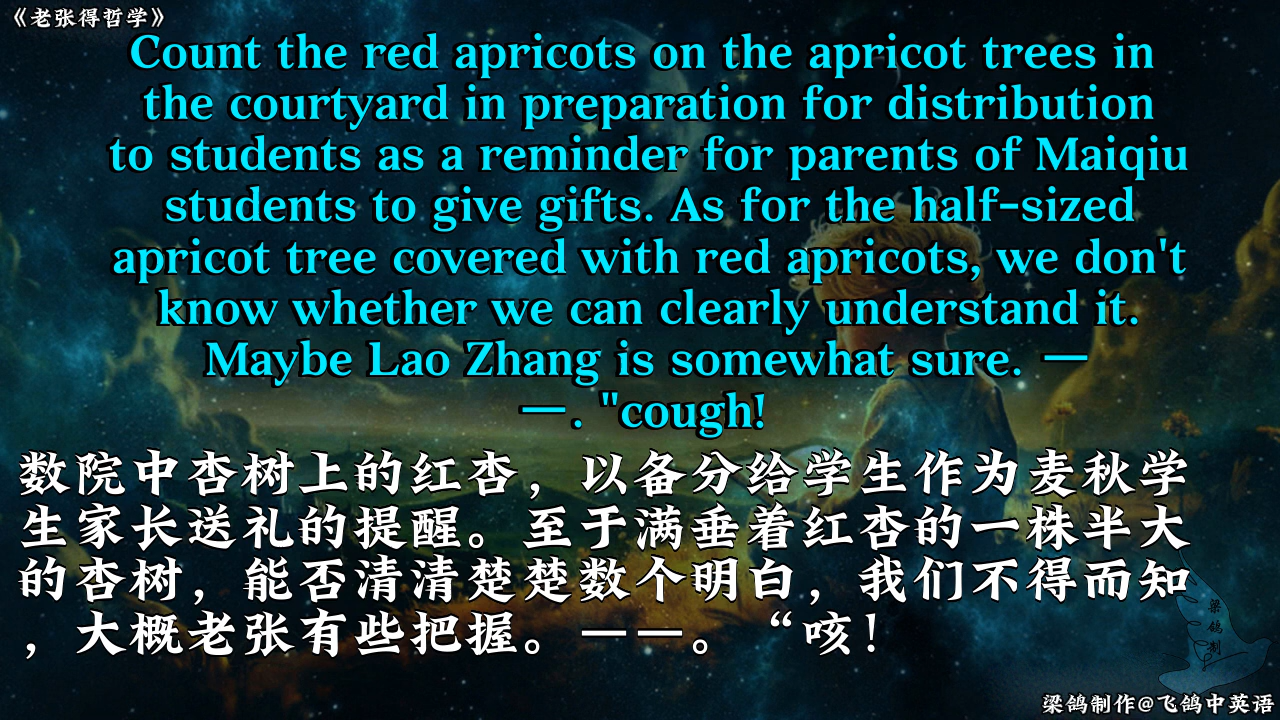 《老张得哲学》
Count the red apricots on the apricot trees in
the courtyard in preparation for distribution
to students as a reminder for parents of Maiqiu
students to give gifts. As for the half-sized
apricot tree covered with red apricots, we don't
know whether we can clearly understand it.
Maybe Lao Zhang is somewhat sure. —
—. "cough!
数院中杏树上的红杏，以备分给学生作为麦秋学
生家长送礼的提醒。至于满垂着红杏的一株半大
的杏树，能否清清楚楚数个明白，我们不得而知
，大概老张有些把握。——。“咳！
梁鸽制
梁鸽制作@飞鸽中英语